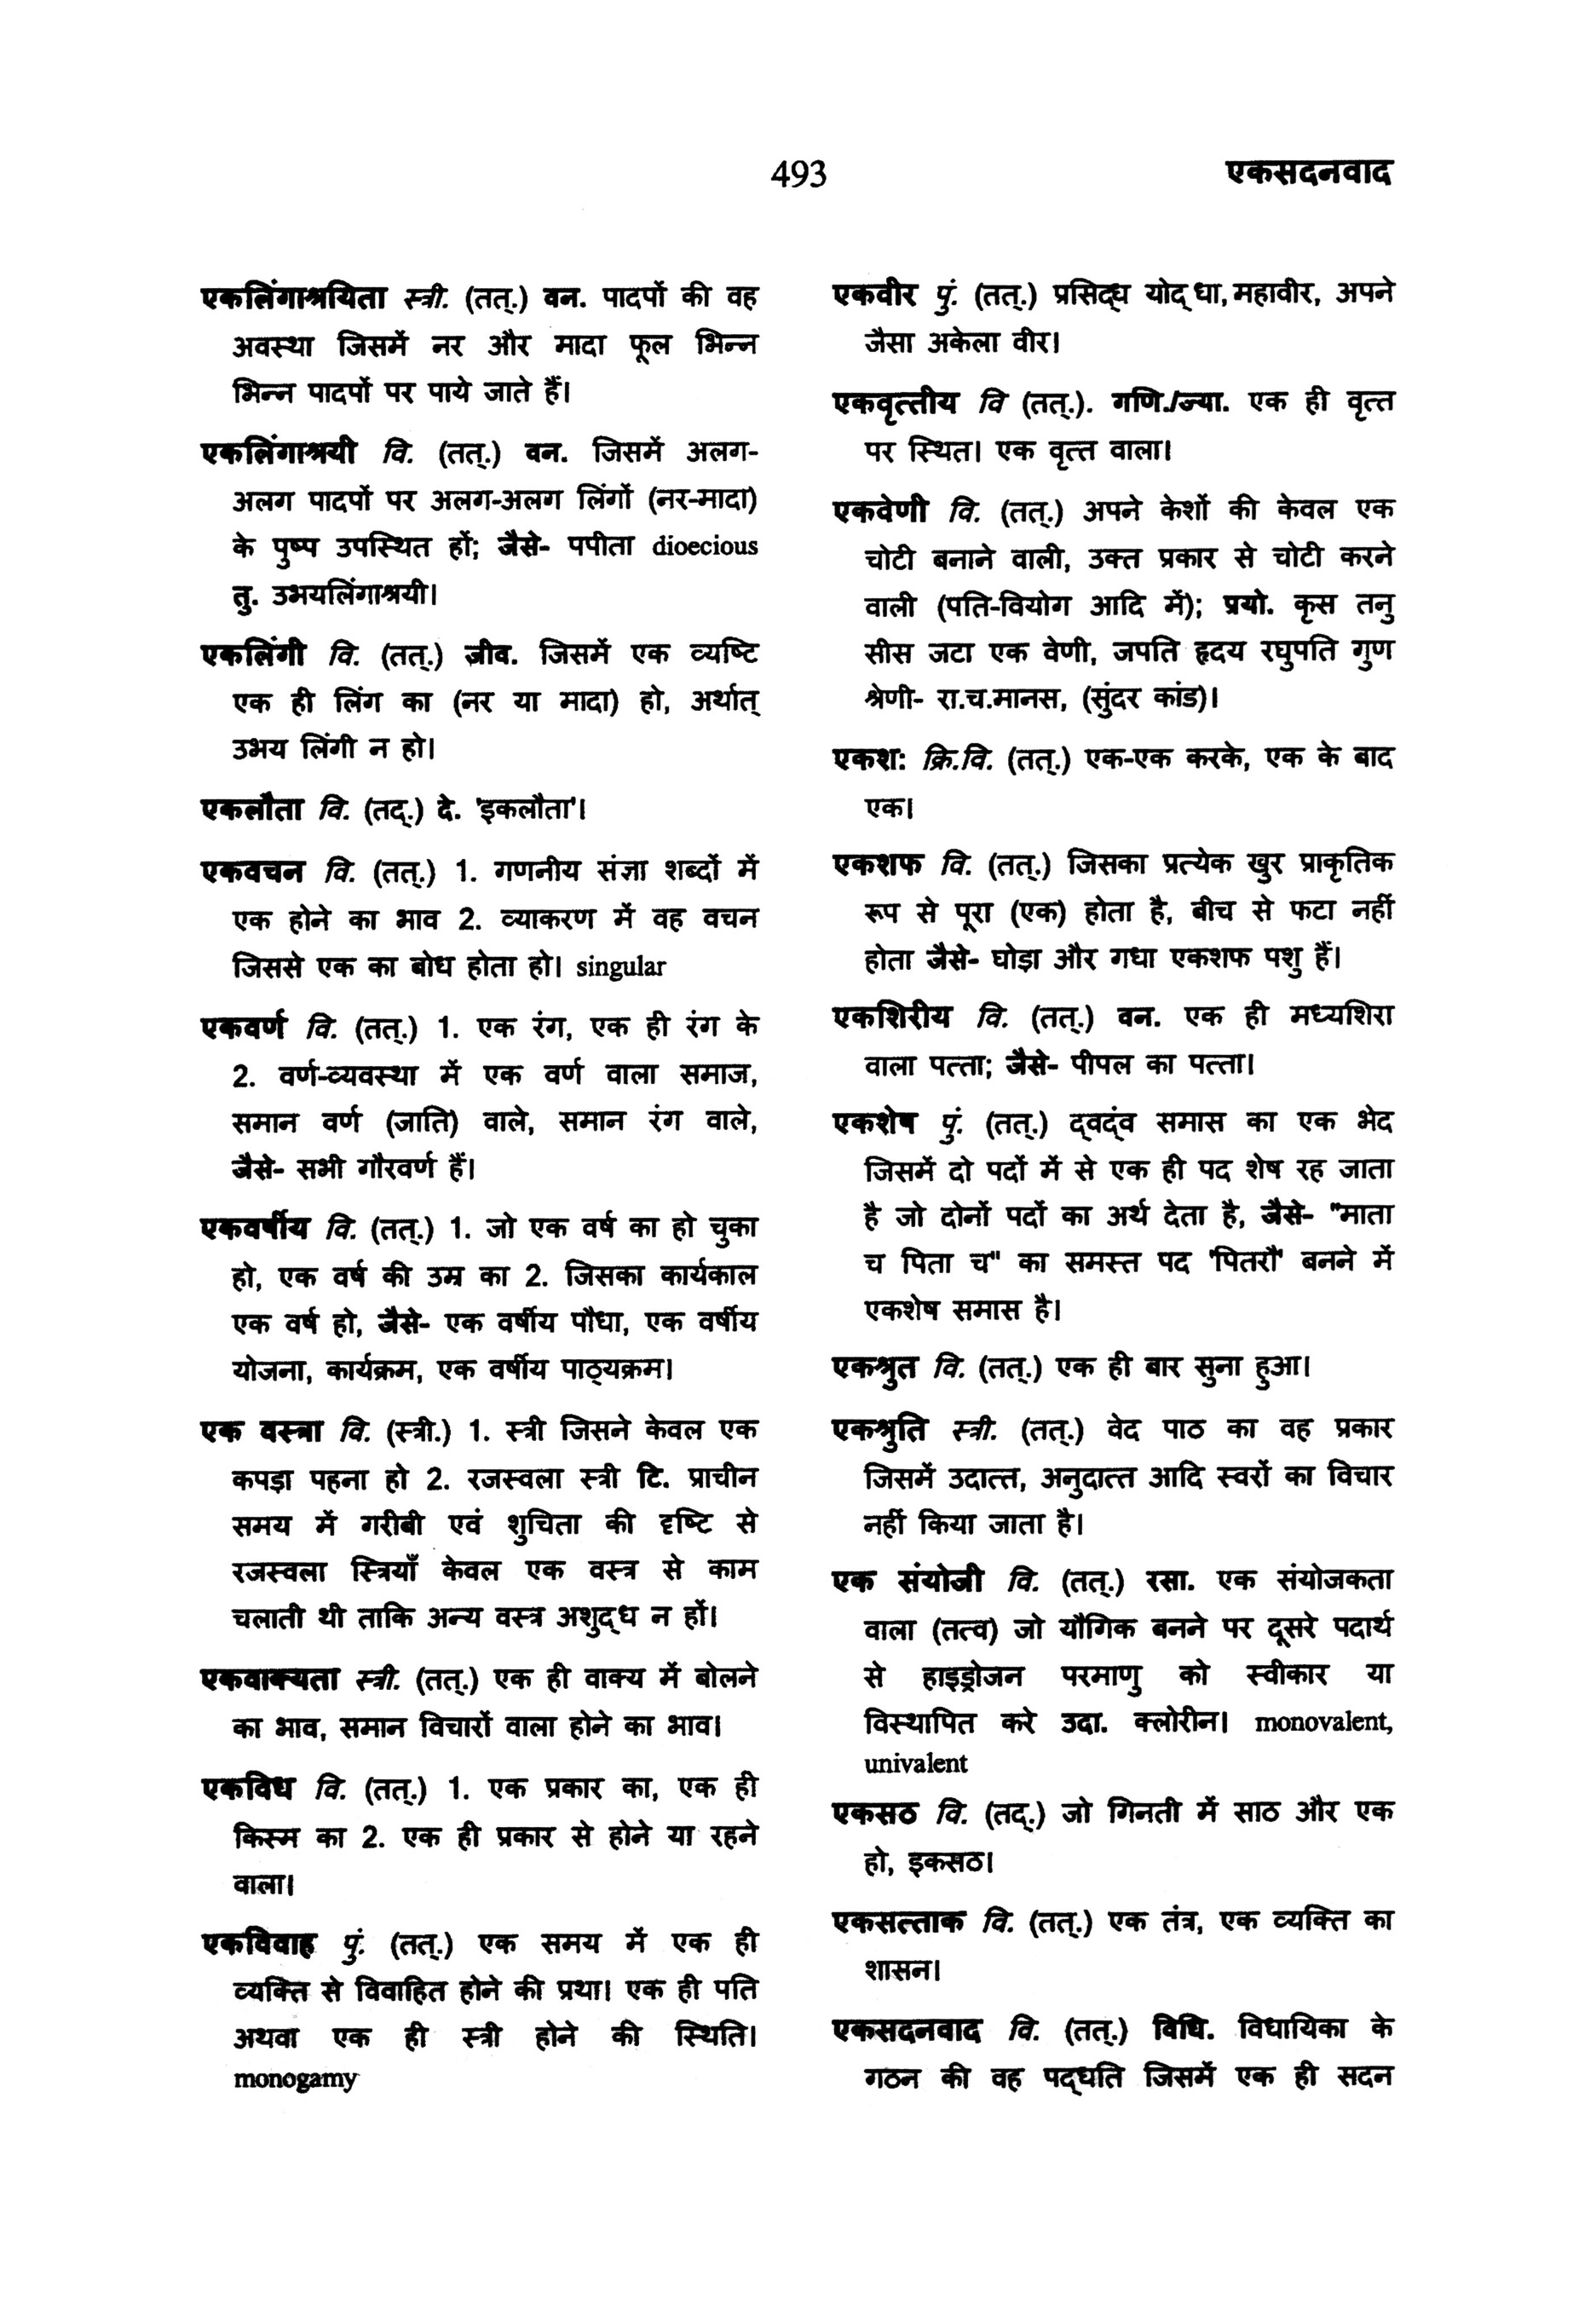 493
एकसदनवाद
एकलिंगाश्रयिता स्त्री. (तत्.) वन. पादपों की वह
अवस्था जिसमें नर और मादा फूल भिन्न
भिन्न पादपों पर पाये जाते हैं।
एकलिंगाश्रयी वि. (तत्.) वन. जिसमें अलग-
अलग पादपों पर अलग-अलग लिंगों (नर-मादा)
के पुष्प उपस्थित हों; जैसे- पपीता dioecious
तु. उभयलिंगाश्रयी।
एकलिंगी वि. (तत्.) जीव. जिसमें एक व्यष्टि
एक ही लिंग का (नर या मादा) हो, अर्थात्
उभय लिंगी न हो।
एकलौता वि. (तद्.) दे. 'इकलौता'।
एकवचन वि. (तत्.) 1. गणनीय संज्ञा शब्दों में
एक होने का भाव 2. व्याकरण में वह वचन
जिससे एक का बोध होता हो। singular
एकवर्ण वि. (तत्.) 1. एक रंग, एक ही रंग के
2. वर्ण-व्यवस्था में एक वर्ण वाला समाज,
समान वर्ण (जाति) वाले, समान रंग वाले,
जैसे- सभी गौरवर्ण हैं।
एकवर्षीय वि. (तत्.) 1. जो एक वर्ष का हो चुका
हो, एक वर्ष की उम्र का 2. जिसका कार्यकाल
एक वर्ष हो, जैसे- एक वर्षीय पौधा, एक वर्षीय
योजना, कार्यक्रम, एक वर्षीय पाठ्यक्रम।
एक वस्त्रा वि. (स्त्री.) 1. स्त्री जिसने केवल एक
कपड़ा पहना हो 2. रजस्वला स्त्री टि. प्राचीन
समय में गरीबी एवं शुचिता की दृष्टि से
रजस्वला स्त्रियाँ केवल एक वस्त्र से काम
चलाती थी ताकि अन्य वस्त्र अशुद्ध न हों।
एकवाक्यता स्त्री. (तत्.) एक ही वाक्य में बोलने
का भाव, समान विचारों वाला होने का भाव।
एकविध वि. (तत्.) 1. एक प्रकार का, एक ही
किस्म का 2. एक ही प्रकार से होने या रहने
वाला।
एकविवाह पुं. (तत्.) एक समय में एक ही
व्यक्ति से विवाहित होने की प्रथा। एक ही पति
अथवा एक ही स्त्री होने की स्थिति।
monogamy
एकवीर पुं. (तत्.) प्रसिद्ध योद्धा, महावीर, अपने
जैसा अकेला वीर।
एकवृत्तीय वि (तत्.). गणि./ज्या. एक ही वृत्त
पर स्थित। एक वृत्त वाला।
एकवेणी वि. (तत्.) अपने केशों की केवल एक
चोटी बनाने वाली, उक्त प्रकार से चोटी करने
वाली (पति-वियोग आदि में); प्रयो. कृस तनु
सीस जटा एक वेणी, जपति हृदय रघुपति गुण
श्रेणी- रा.च.मानस, (सुंदर कांड)।
एकश: क्रि.वि. (तत्.) एक-एक करके, एक के बाद
एक।
एकशफ वि. (तत्.) जिसका प्रत्येक खुर प्राकृतिक
रूप से पूरा (एक) होता है, बीच से फटा नहीं
होता जैसे- घोड़ा और गधा एकशफ पशु हैं।
एकशिरीय वि. (तत्.) वन. एक ही मध्यशिरा
वाला पत्ता; जैसे- पीपल का पत्ता।
एकशेष पुं. (तत्.) द्वद्ंव समास का एक भेद
जिसमें दो पदों में से एक ही पद शेष रह जाता
है जो दोनों पदों का अर्थ देता है, जैसे- "माता
च पिता च" का समस्त पद 'पितरौ' बनने में
एकशेष समास है।
एकश्रुत वि. (तत्.) एक ही बार सुना हुआ।
एकश्रुति स्त्री. (तत्.) वेद पाठ का वह प्रकार
जिसमें उदात्त, अनुदात्त आदि स्वरों का विचार
नहीं किया जाता है।
एक संयोजी वि. (तत्.) रसा. एक संयोजकता
वाला (तत्व) जो यौगिक बनने पर दूसरे पदार्थ
से हाइड्रोजन परमाणु को स्वीकार या
विस्थापित करे उदा. क्लोरीन। monovalent,
univalent
एकसठ वि. (तद्.) जो गिनती में साठ और एक
हो, इकसठ।
एकसत्ताक वि. (तत्.) एक तंत्र, एक व्यक्ति का
शासन।
एकसदनवाद वि. (तत्.) विधि. विधायिका के
गठन की वह पद्धति जिसमें एक ही सदन